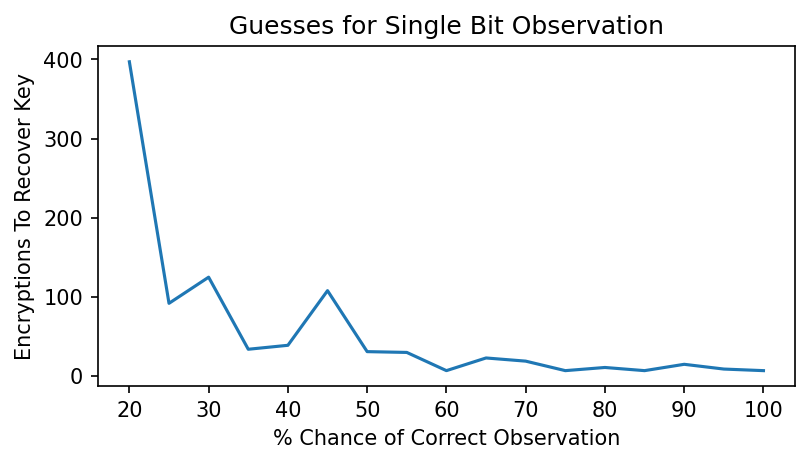 Guesses for Single Bit Observation
Encryptions To Recover Key
400
300
200
100
0
20 30 40 50 60 70 80 90 100
% Chance of Correct Observation